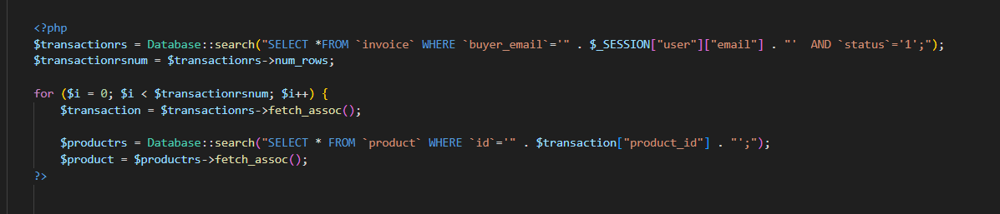 <?php
$transactionrs = Database::search("SELECT *FROM `invoice` WHERE `buyer_email`='" . $_SESSION["user"]["email"] . "'  AND `status`='1';");
$transactionrsnum = $transactionrs->num_rows;
for ($i = 0; $i < $transactionrsnum; $i++) {
$transaction = $transactionrs->fetch_assoc();
$productrs = Database::search("SELECT * FROM `product` WHERE `id`='" . $transaction["product_id"] . "';");
$product = $productrs->fetch_assoc();
?>